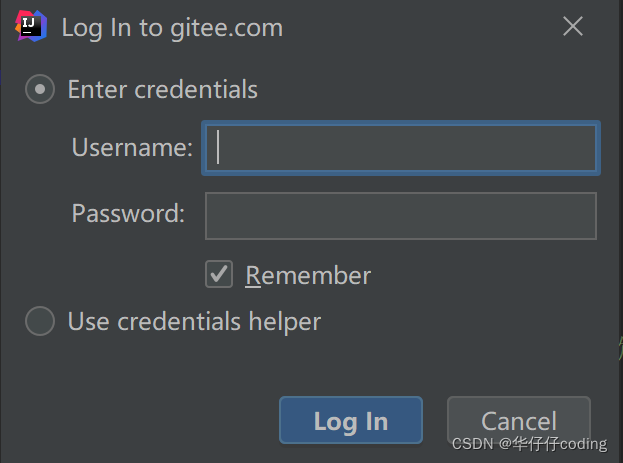 IJ
Log In to gitee.com
Enter credentials
Username:
Password:
Remember
Use credentials helper
Log In
Cancel
CSDN @华仔仔coding